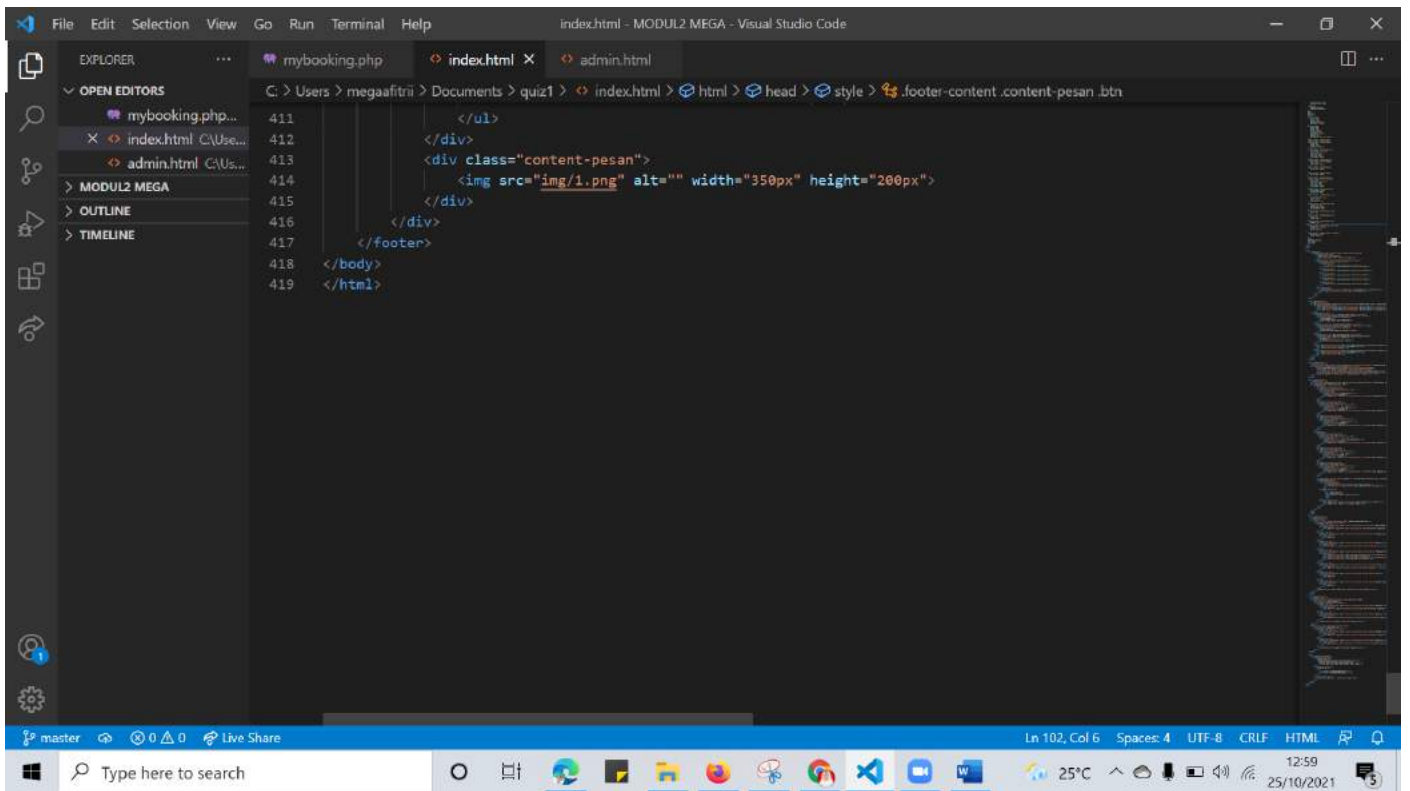 File Edit Selection View Go Run Terminal Help index.html - MODUL2 MEGA - Visual Studio Code
EXPLORER
mybooking.php index.html admin.html
OPEN EDITORS
C: > Users > megaafitrii > Documents > quiz1 > index.html > html > head > style > .footer-content .content-pesan .btn
mybooking.php...
index.html C:\Use...
admin.html C:\Us...
MODUL2 MEGA
OUTLINE
TIMELINE
411 </ul>
412 </div>
413 <div class="content-pesan">
414 <img src="img/1.png" alt="" width="350px" height="200px">
415 </div>
416 </div>
417 </footer>
418 </body>
419 </html>
1
master 0 0 Live Share Ln 102, Col 6 Spaces: 4 UTF-8 CRLF HTML
Type here to search
25°C
12:59
25/10/2021
5